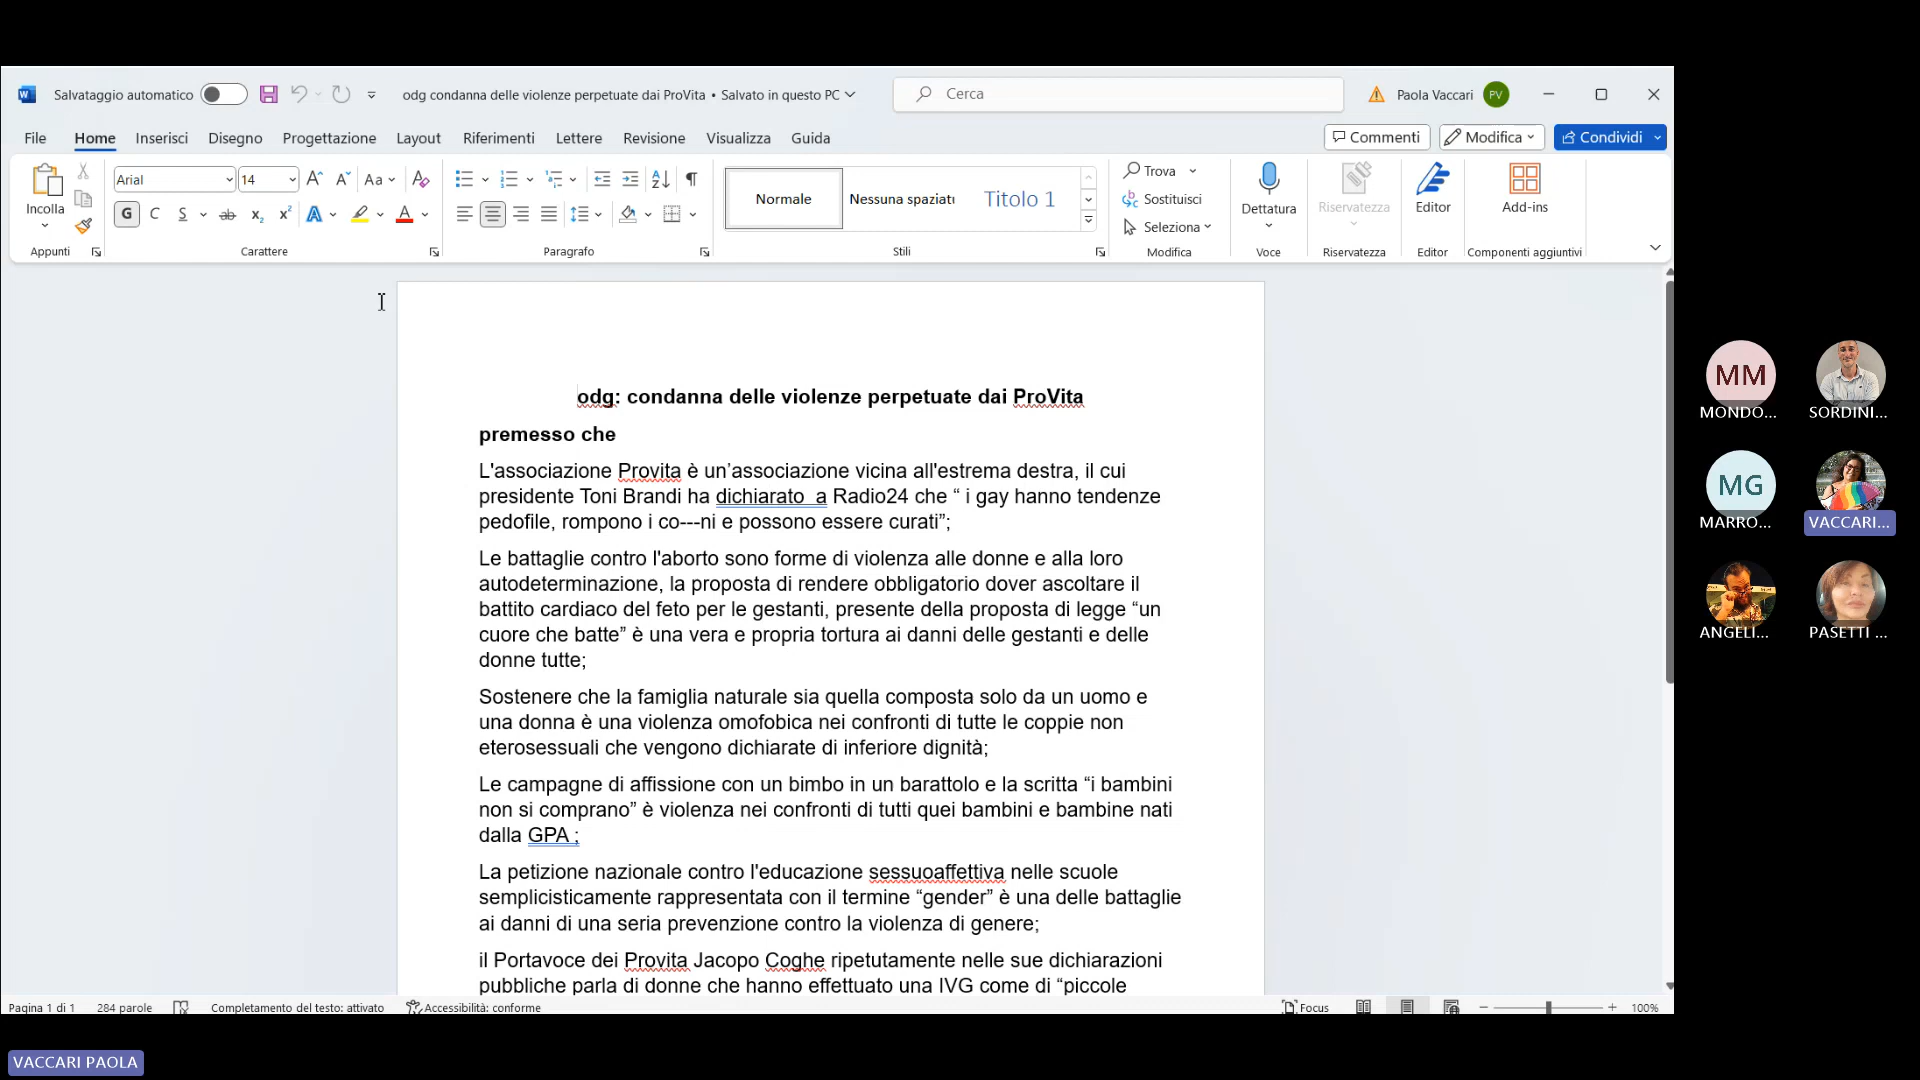 Salvataggio automatico
odg condanna delle violenze perpetuate dai ProVita • Salvato in questo PC
Cerca
Paola Vaccari
PV
File Home Inserisci Disegno Progettazione Layout Riferimenti Lettere Revisione Visualizza Guida
Commenti
Modifica
Condividi
Incolla
Arial
14
Aa
G C S ab x₂ x² A A
Normale
Nessuna spaziati
Titolo 1
Trova
Sostituisci
Seleziona
Dettatura
Riservatezza
Editor
Add-ins
Appunti
Carattere
Paragrafo
Stili
Modifica
Voce
Riservatezza
Editor
Componenti aggiuntivi
odg: condanna delle violenze perpetuate dai ProVita
premesso che
L'associazione Provita è un’associazione vicina all'estrema destra, il cui
presidente Toni Brandi ha dichiarato  a Radio24 che “ i gay hanno tendenze
pedofile, rompono i co---ni e possono essere curati”;
Le battaglie contro l'aborto sono forme di violenza alle donne e alla loro
autodeterminazione, la proposta di rendere obbligatorio dover ascoltare il
battito cardiaco del feto per le gestanti, presente della proposta di legge “un
cuore che batte” è una vera e propria tortura ai danni delle gestanti e delle
donne tutte;
Sostenere che la famiglia naturale sia quella composta solo da un uomo e
una donna è una violenza omofobica nei confronti di tutte le coppie non
eterosessuali che vengono dichiarate di inferiore dignità;
Le campagne di affissione con un bimbo in un barattolo e la scritta “i bambini
non si comprano” è violenza nei confronti di tutti quei bambini e bambine nati
dalla GPA ;
La petizione nazionale contro l'educazione sessuoaffettiva nelle scuole
semplicisticamente rappresentata con il termine “gender” è una delle battaglie
ai danni di una seria prevenzione contro la violenza di genere;
il Portavoce dei Provita Jacopo Coghe ripetutamente nelle sue dichiarazioni
pubbliche parla di donne che hanno effettuato una IVG come di “piccole
Pagina 1 di 1
284 parole
Completamento del testo: attivato
Accessibilità: conforme
Focus
100%
MM
MONDO...
SORDINI...
MG
MARRO...
VACCARI...
ANGELI...
PASETTI ...
VACCARI PAOLA